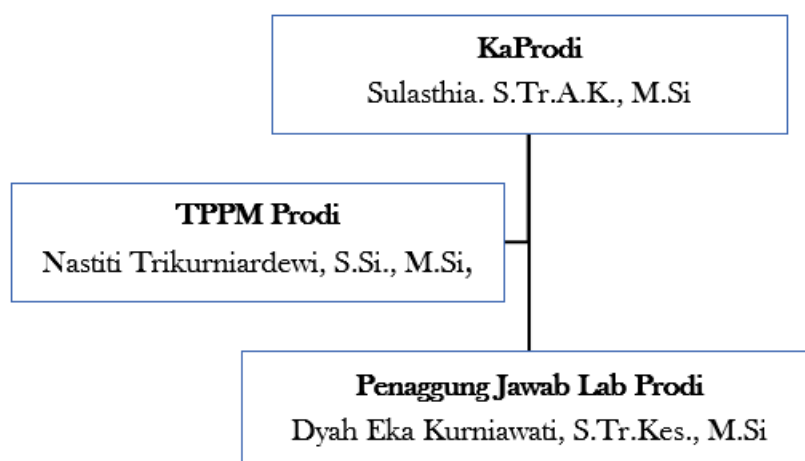 KaProdi
Sulasthia. S.Tr.A.K., M.Si
TPPM Prodi
Nastiti Trikurniardewi, S.Si., M.Si,
Penaggung Jawab Lab Prodi
Dyah Eka Kurniawati, S.Tr.Kes., M.Si